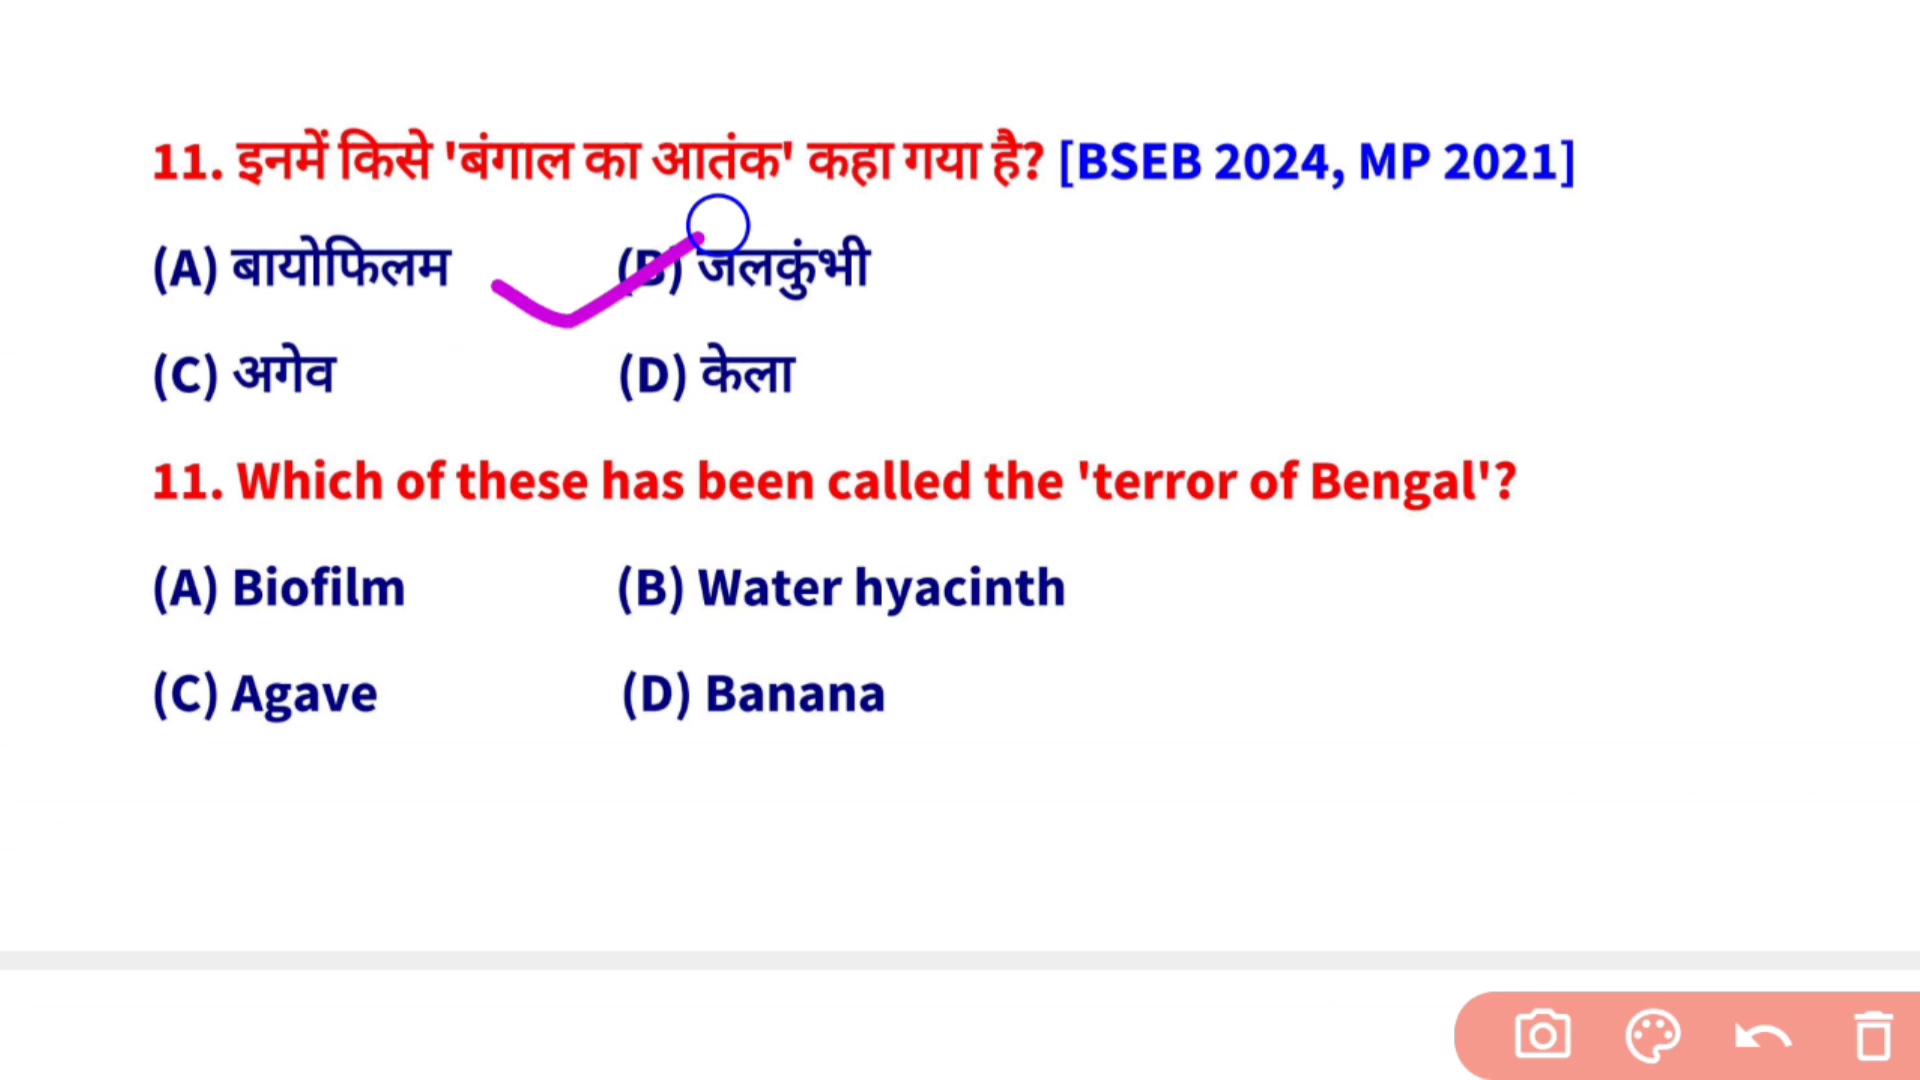 11. इनमें किसे 'बंगाल का आतंक' कहा गया है? [BSEB 2024, MP 2021]
(A) बायोफिलम (B) जलकुंभी
(C) अगेव (D) केला
11. Which of these has been called the 'terror of Bengal'?
(A) Biofilm (B) Water hyacinth
(C) Agave (D) Banana